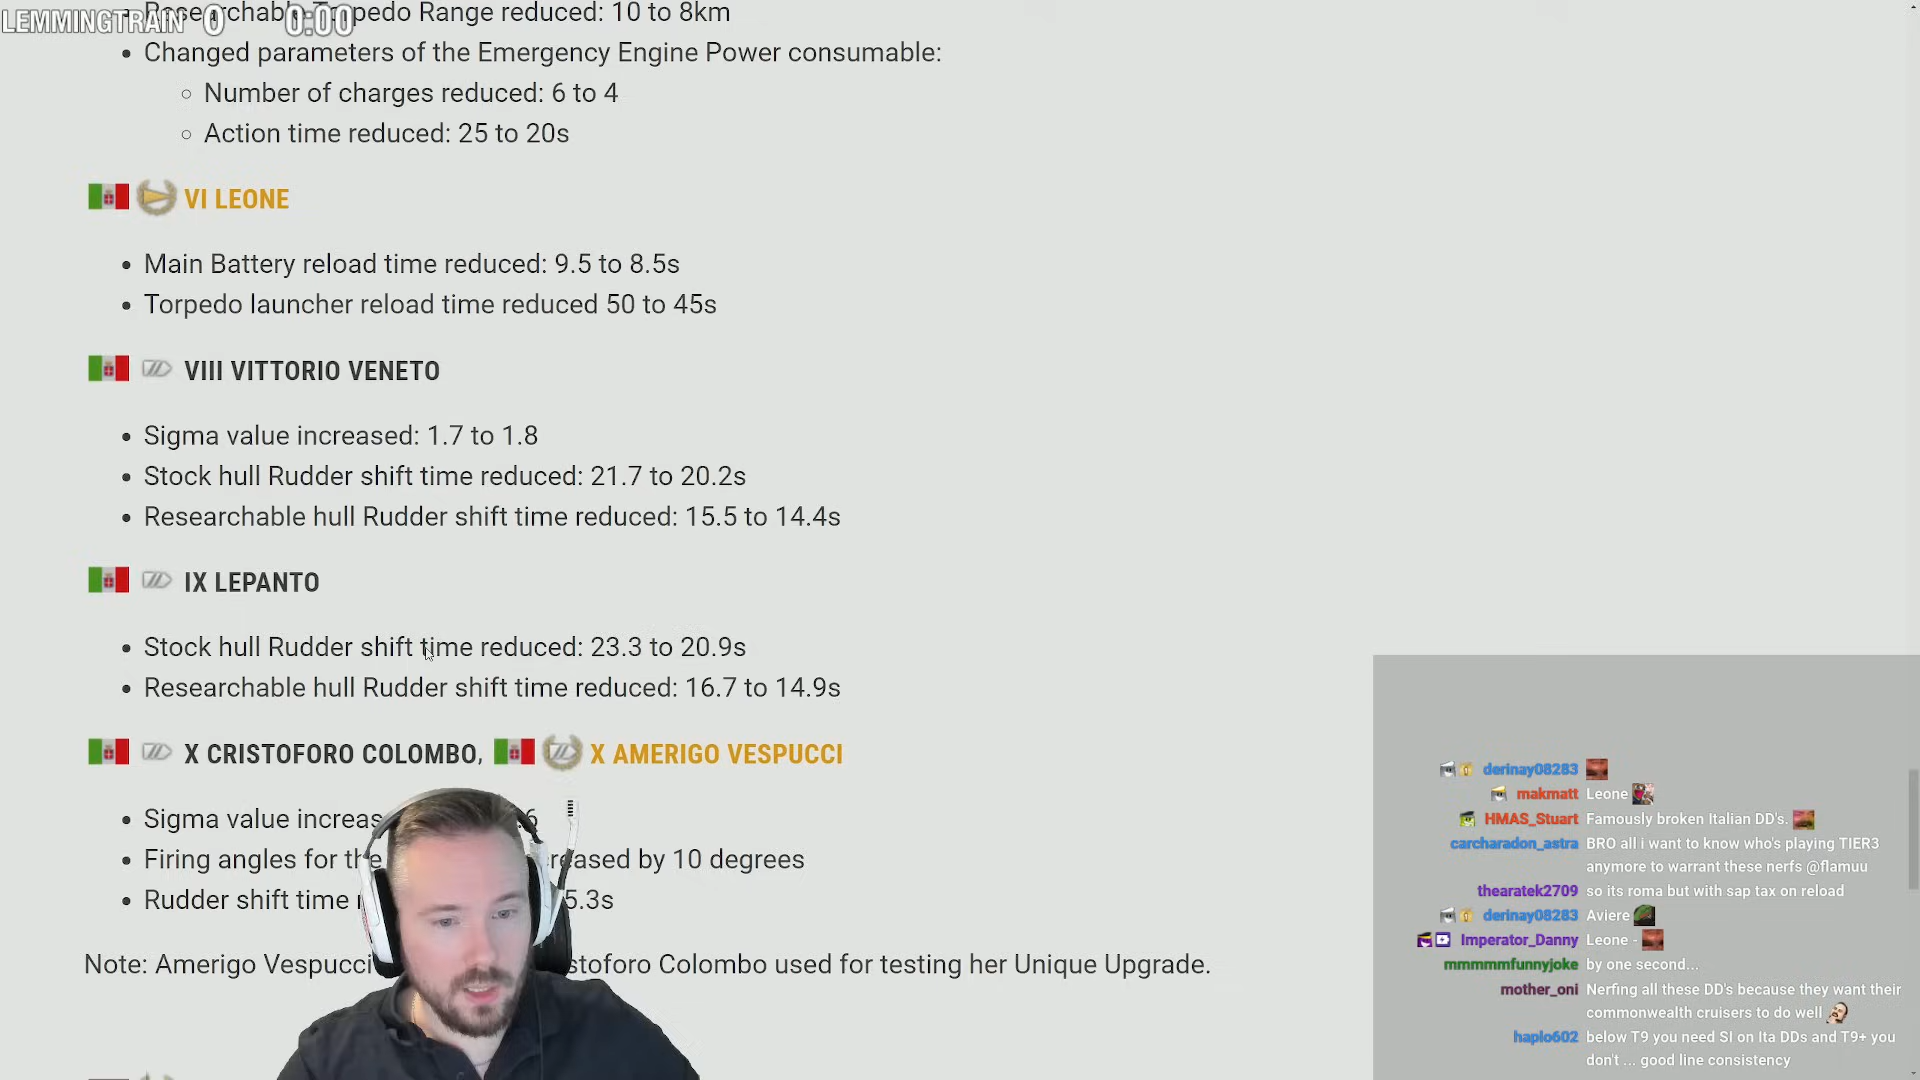 LEMMINGTRAIN 0 0:00
Researchable Torpedo Range reduced: 10 to 8km
Changed parameters of the Emergency Engine Power consumable:
Number of charges reduced: 6 to 4
Action time reduced: 25 to 20s
VI LEONE
Main Battery reload time reduced: 9.5 to 8.5s
Torpedo launcher reload time reduced 50 to 45s
VIII VITTORIO VENETO
Sigma value increased: 1.7 to 1.8
Stock hull Rudder shift time reduced: 21.7 to 20.2s
Researchable hull Rudder shift time reduced: 15.5 to 14.4s
IX LEPANTO
Stock hull Rudder shift time reduced: 23.3 to 20.9s
Researchable hull Rudder shift time reduced: 16.7 to 14.9s
X CRISTOFORO COLOMBO, X AMERIGO VESPUCCI
Sigma value increas 6
Firing angles for the creased by 10 degrees
Rudder shift time 5.3s
Note: Amerigo Vespucci stoforo Colombo used for testing her Unique Upgrade.
derinay08283
makmatt Leone
HMAS_Stuart Famously broken Italian DD's.
carcharadon_astra BRO all i want to know who's playing TIER3
anymore to warrant these nerfs @flamuu
thearatek2709 so its roma but with sap tax on reload
derinay08283 Aviere
Imperator_Danny Leone -
mmmmmfunnyjoke by one second...
mother_oni Nerfing all these DD's because they want their
commonwealth cruisers to do well
haplo602 below T9 you need SI on Ita DDs and T9+ you
don't ... good line consistency